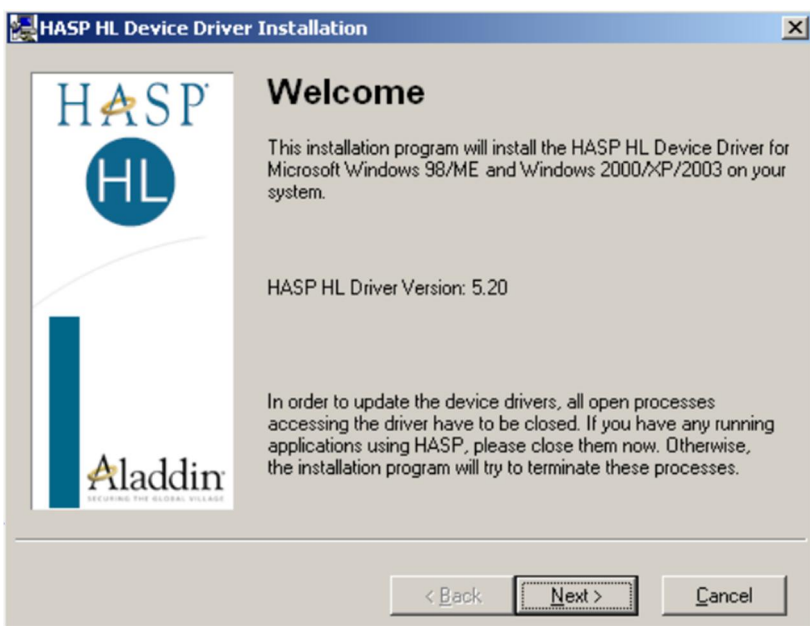 HASP HL Device Driver Installation
HASP
HL
Aladdin
SECURING THE GLOBAL VILLAGE
Welcome
This installation program will install the HASP HL Device Driver for
Microsoft Windows 98/ME and Windows 2000/XP/2003 on your
system.
HASP HL Driver Version: 5.20
In order to update the device drivers, all open processes
accessing the driver have to be closed. If you have any running
applications using HASP, please close them now. Otherwise,
the installation program will try to terminate these processes.
< Back
Next >
Cancel